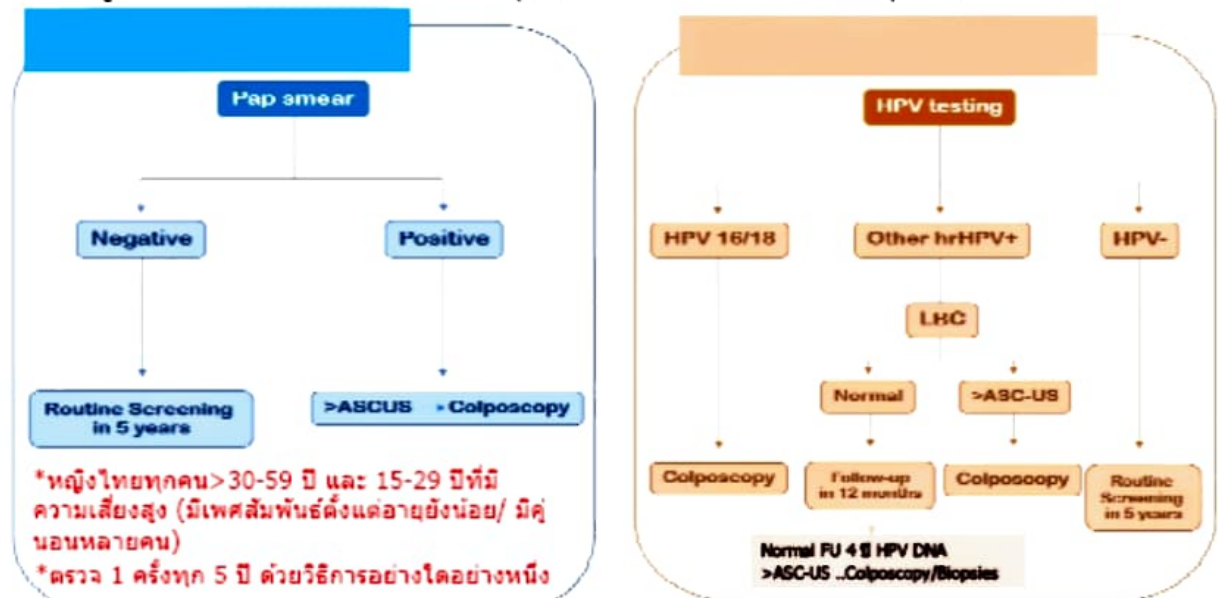 Pap smear
Negative
Positive
Routine Screening
in 5 years
>ASCUS
Colposcopy
*หญิงไทยทุกคน>30-59 ปี และ 15-29 ปีที่มี
ความเสี่ยงสูง (มีเพศสัมพันธ์ตั้งแต่อายุยังน้อย/ มีคู่
นอนหลายคน)
*ตรวจ 1 ครั้งทุก 5 ปี ด้วยวิธีการอย่างใดอย่างหนึ่ง
HPV testing
HPV 16/18
Other hrHPV+
HPV-
LBC
Normal
>ASC-US
Colposcopy
Follow-up
in 12 months
Colposcopy
Routine
Screening
in 5 years
Normal FU 4 ปี HPV DNA
>ASC-US ..Colposcopy/Biopsies